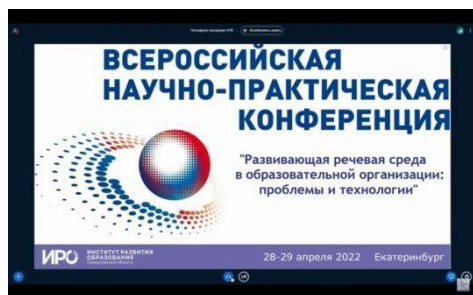 ВСЕРОССИЙСКАЯ
НАУЧНО-ПРАКТИЧЕСКАЯ
КОНФЕРЕНЦИЯ
"Развивающая речевая среда
в образовательной организации:
проблемы и технологии"
ИРО
ИНСТИТУТ РАЗВИТИЯ
ОБРАЗОВАНИЯ
28-29 апреля 2022 Екатеринбург